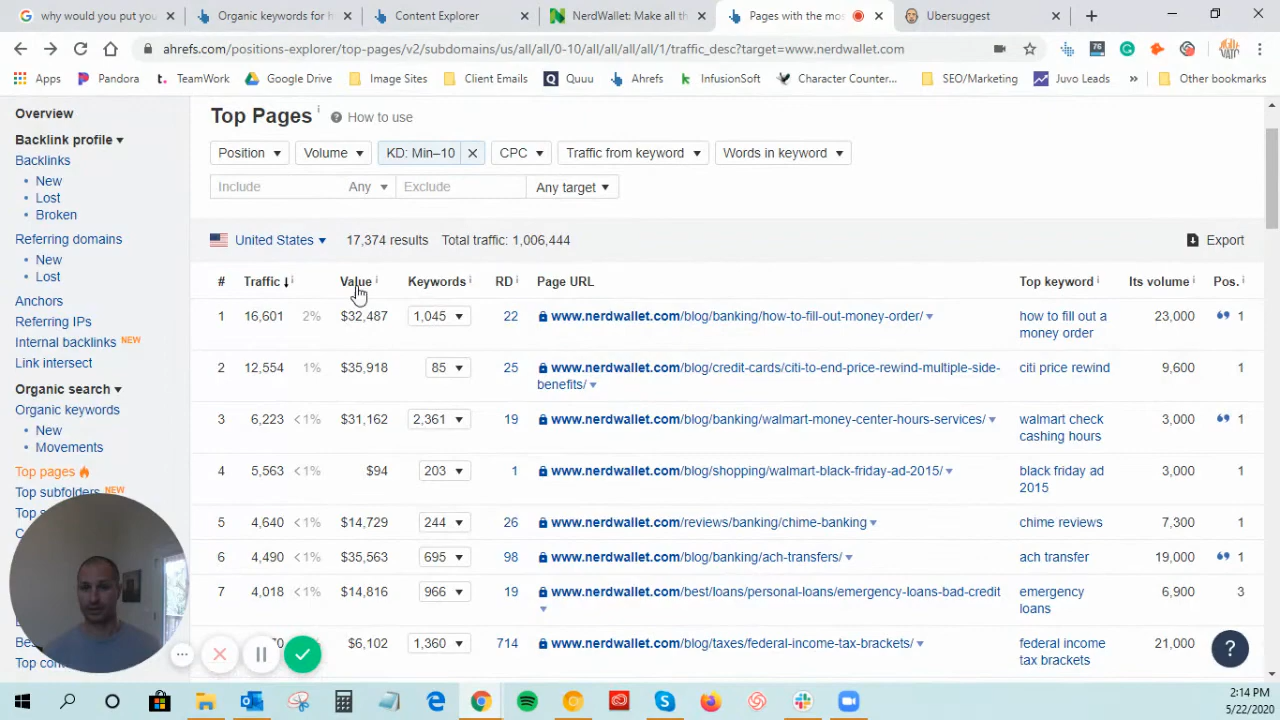 why would you put you
Organic keywords for h
Content Explorer
NerdWallet: Make all th
Pages with the mos
Ubersuggest
ahrefs.com/positions-explorer/top-pages/v2/subdomains/us/all/all/0-10/all/all/all/all/1/traffic_desc?target=www.nerdwallet.com
76
Apps
Pandora
TeamWork
Google Drive
Image Sites
Client Emails
Quuu
Ahrefs
InfusionSoft
Character Counter...
SEO/Marketing
Juvo Leads
»
Other bookmarks
Overview
Backlink profile
Backlinks
New
Lost
Broken
Referring domains
New
Lost
Anchors
Referring IPs
Internal backlinks NEW
Link intersect
Organic search
Organic keywords
New
Movements
Top pages
Top subfolders NEW
Top s
Top co
Top Pages i
? How to use
Position
Volume
KD: Min–10
CPC
Traffic from keyword
Words in keyword
Include Any
Exclude
Any target
United States 17,374 results Total traffic: 1,006,444 Export
# Traffic Value Keywords RD Page URL Top keyword Its volume Pos.
1 16,601 2% $32,487 1,045 22 www.nerdwallet.com/blog/banking/how-to-fill-out-money-order/ how to fill out a 23,000 1
money order
2 12,554 1% $35,918 85 25 www.nerdwallet.com/blog/credit-cards/citi-to-end-price-rewind-multiple-side- citi price rewind 9,600 1
benefits/
3 6,223 <1% $31,162 2,361 19 www.nerdwallet.com/blog/banking/walmart-money-center-hours-services/ walmart check 3,000 1
cashing hours
4 5,563 <1% $94 203 1 www.nerdwallet.com/blog/shopping/walmart-black-friday-ad-2015/ black friday ad 3,000 1
2015
5 4,640 <1% $14,729 244 26 www.nerdwallet.com/reviews/banking/chime-banking chime reviews 7,300 1
6 4,490 <1% $35,563 695 98 www.nerdwallet.com/blog/banking/ach-transfers/ ach transfer 19,000 1
7 4,018 <1% $14,816 966 19 www.nerdwallet.com/best/loans/personal-loans/emergency-loans-bad-credit emergency 6,900 3
loans
<1% $6,102 1,360 714 www.nerdwallet.com/blog/taxes/federal-income-tax-brackets/ federal income 21,000 1
tax brackets
?
2:14 PM
5/22/2020